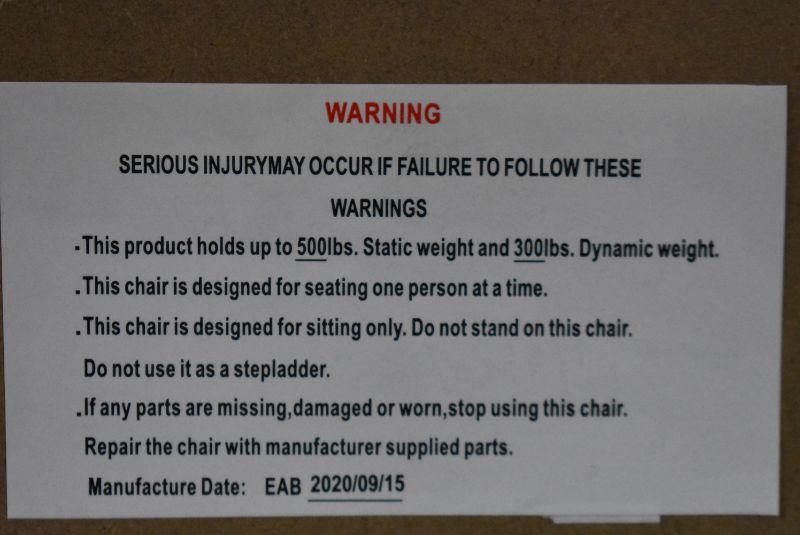 WARNING
SERIOUS INJURYMAY OCCUR IF FAILURE TO FOLLOW THESE
WARNINGS
.This product holds up to 500lbs. Static weight and 300lbs. Dynamic weight.
.This chair is designed for seating one person at a time.
.This chair is designed for sitting only. Do not stand on this chair.
Do not use it as a stepladder.
.If any parts are missing,damaged or worn,stop using this chair.
Repair the chair with manufacturer supplied parts.
Manufacture Date: EAB 2020/09/15